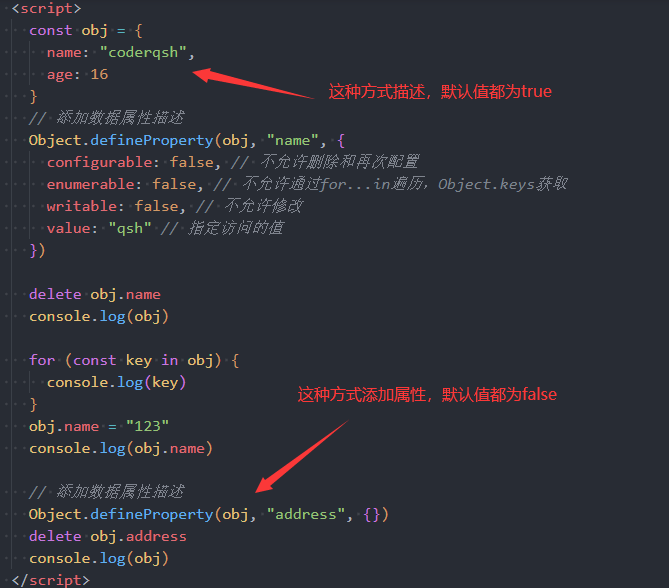 <script>
const obj = {
name: "coderqsh",
age: 16
这种方式描述，默认值都为true
}
// 添加数据属性描述
Object.defineProperty(obj, "name", {
configurable: false, // 不允许删除和再次配置
enumerable: false, // 不允许通过for...in遍历，Object.keys获取
writable: false, // 不允许修改
value: "qsh" // 指定访问的值
})
delete obj.name
console.log(obj)
for (const key in obj) {
console.log(key)
这种方式添加属性，默认值都为false
}
obj.name = "123"
console.log(obj.name)
// 添加数据属性描述
Object.defineProperty(obj, "address", {})
delete obj.address
console.log(obj)
</script>